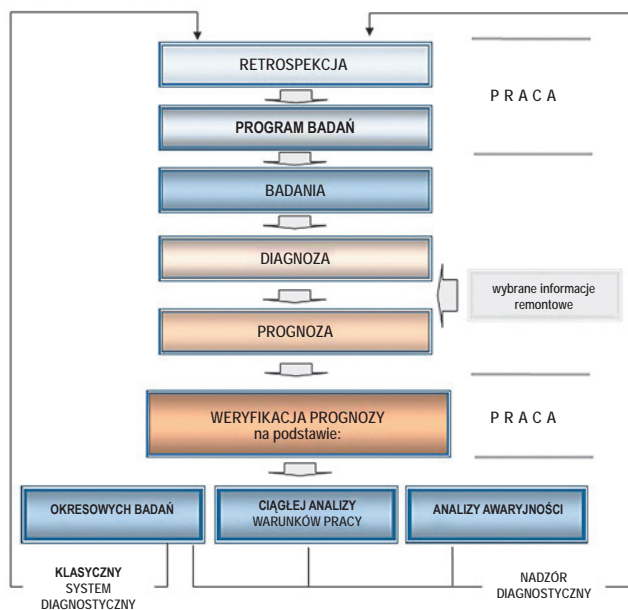 RETROSPEKCJA
PRACA
PROGRAM BADAŃ
BADANIA
DIAGNOZA
wybrane informacje
remontowe
PROGNOZA
WERYFIKACJA PROGNOZY
na podstawie:
PRACA
OKRESOWYCH BADAŃ
CIĄGŁEJ ANALIZY
WARUNKÓW PRACY
ANALIZY AWARYJNOŚCI
KLASYCZNY
SYSTEM
DIAGNOSTYCZNY
NADZÓR
DIAGNOSTYCZNY